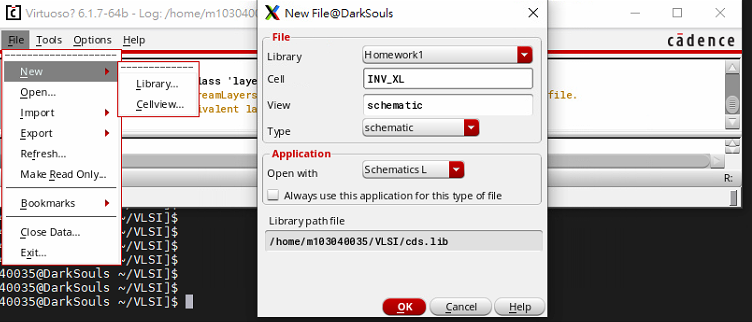 Virtuoso? 6.1.7-64b - Log: /home/m103040035/V
File Tools Options Help
cādence
New
Open...
Import
Export
Refresh...
Make Read Only...
Bookmarks
Close Data...
Exit...
Library...
Cellview...
lass 'laye
reamLayers
ivalent la
file.
R:
New File@DarkSouls
File
Library Homework1
Cell INV_XL
View schematic
Type schematic
Application
Open with Schematics L
Always use this application for this type of file
Library path file
/home/m103040035/VLSI/cds.lib
OK Cancel Help
~/VLSI]$
~/VLSI]$
~/VLSI]$
~/VLSI]$
40035@DarkSouls ~/VLSI]$
40035@DarkSouls ~/VLSI]$
40035@DarkSouls ~/VLSI]$